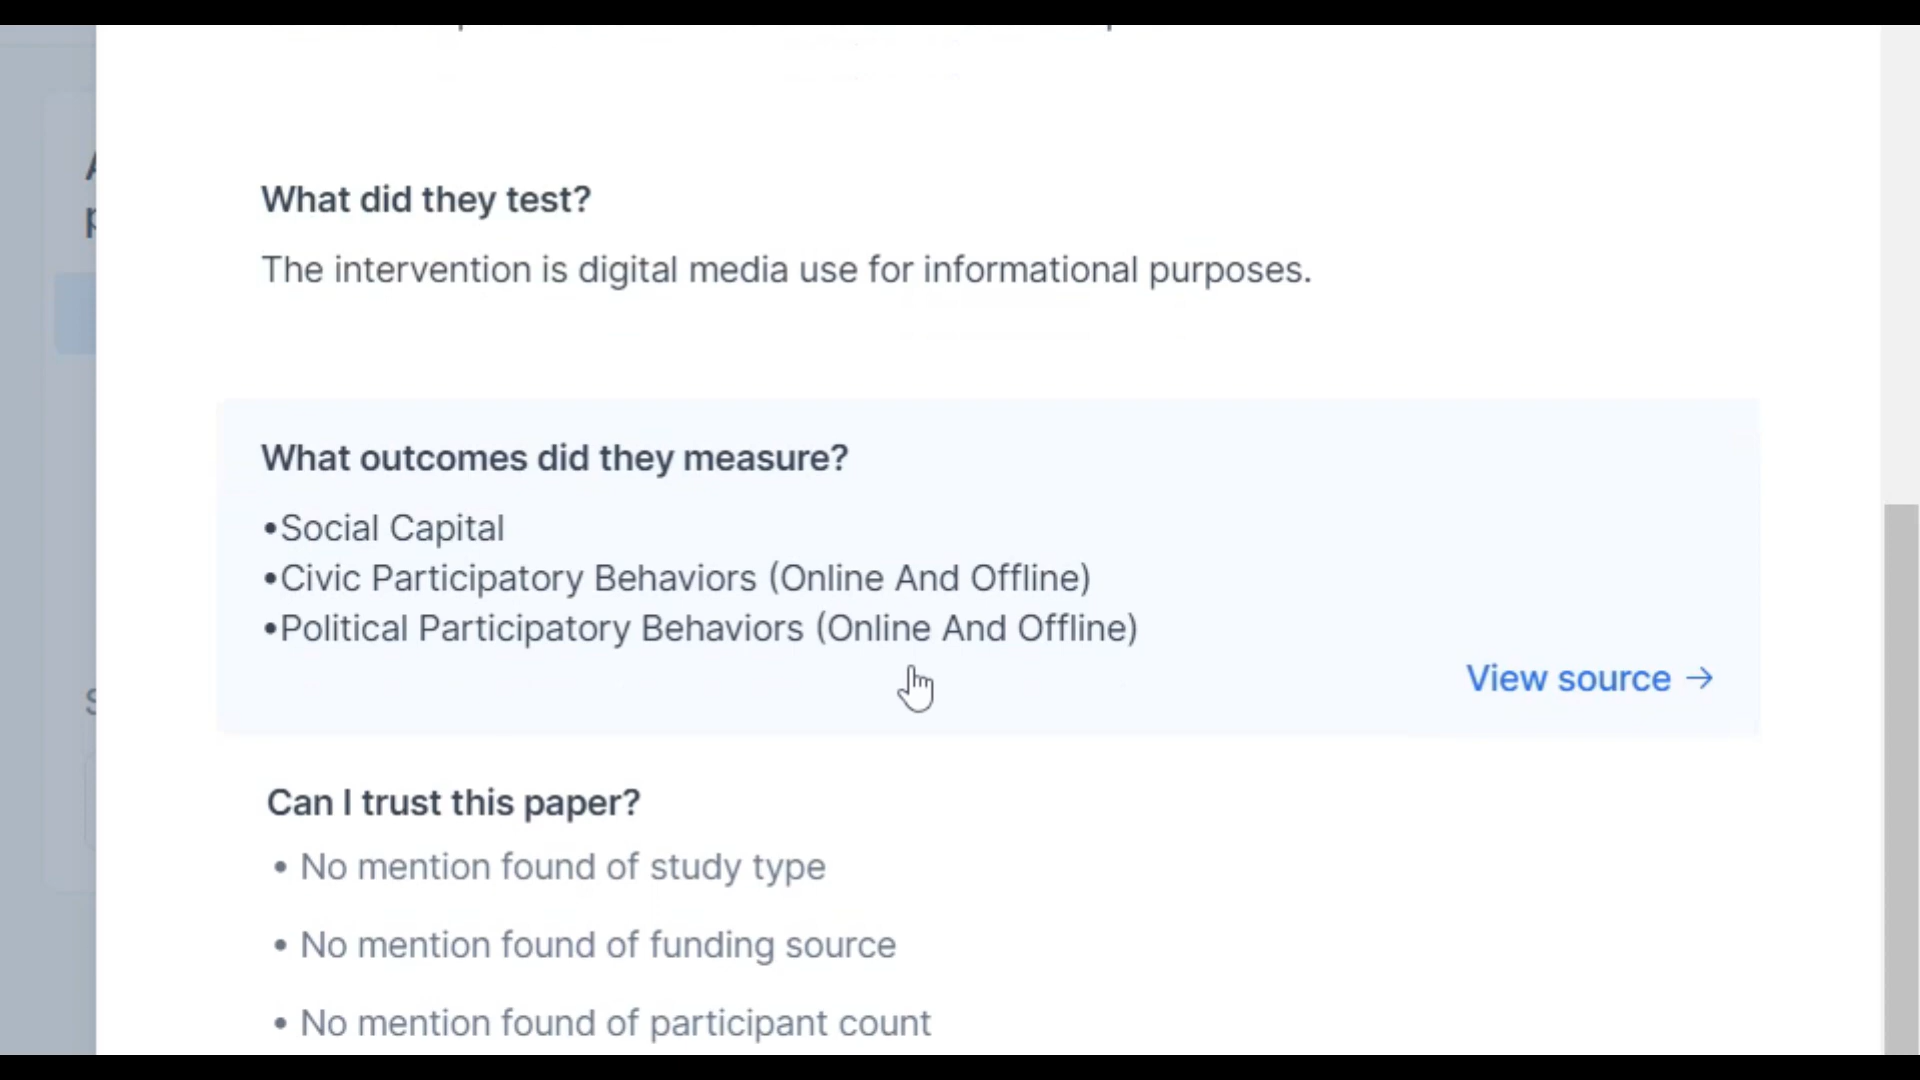 What did they test?
The intervention is digital media use for informational purposes.
What outcomes did they measure?
•Social Capital
•Civic Participatory Behaviors (Online And Offline)
•Political Participatory Behaviors (Online And Offline)
View source →
Can I trust this paper?
• No mention found of study type
• No mention found of funding source
• No mention found of participant count